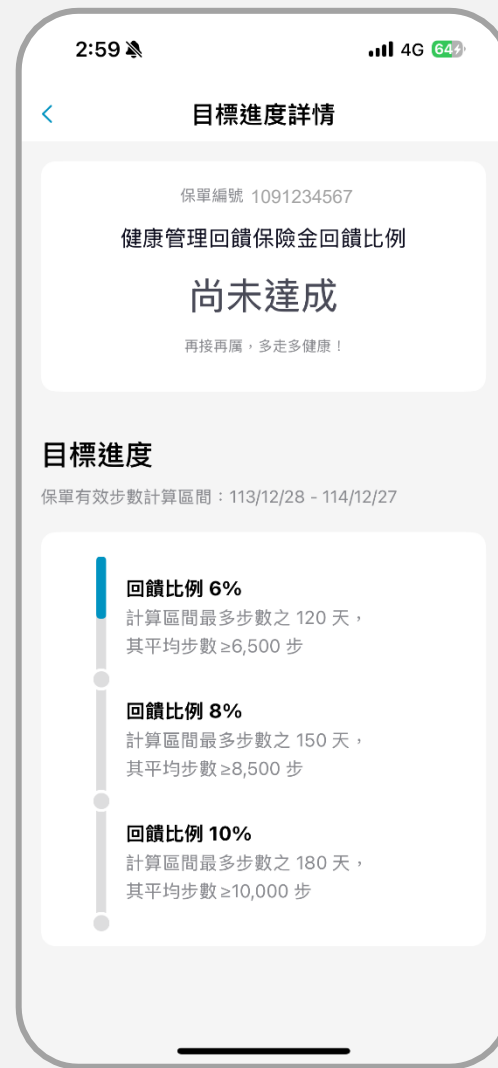 2:59
4G 64
目標進度詳情
保單編號 1091234567
健康管理回饋保險金回饋比例
尚未達成
再接再厲，多走多健康！
目標進度
保單有效步數計算區間：113/12/28 - 114/12/27
回饋比例 6%
計算區間最多步數之 120 天，
其平均步數≥6,500 步
回饋比例 8%
計算區間最多步數之 150 天，
其平均步數≥8,500 步
回饋比例 10%
計算區間最多步數之 180 天，
其平均步數≥10,000 步